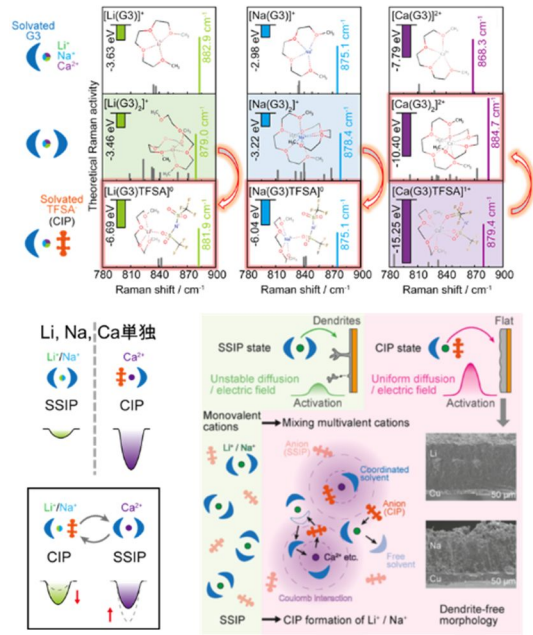 Solvated
G3
Li⁺
Na⁺
Ca²⁺
Solvated
TFSA⁻
(CIP)
Theoretical Raman activity
[Li(G3)]⁺
-3.63 eV
882.9 cm⁻¹
[Na(G3)]⁺
-2.98 eV
875.1 cm⁻¹
[Ca(G3)]²⁺
-7.79 eV
868.3 cm⁻¹
[Li(G3)₂]⁺
-3.46 eV
879.0 cm⁻¹
[Na(G3)₂]⁺
-3.22 eV
878.4 cm⁻¹
[Ca(G3)₂]²⁺
-10.40 eV
884.7 cm⁻¹
[Li(G3)TFSA]⁰
-6.69 eV
881.9 cm⁻¹
[Na(G3)TFSA]⁰
-6.04 eV
875.1 cm⁻¹
[Ca(G3)TFSA]¹⁺
-15.25 eV
879.4 cm⁻¹
780 810 840 870 900
780 810 840 870 900
780 810 840 870 900
Raman shift / cm⁻¹
Raman shift / cm⁻¹
Raman shift / cm⁻¹
Li, Na, Ca単独
Li⁺/Na⁺
Ca²⁺
SSIP
CIP
Li⁺/Na⁺
Ca²⁺
CIP
SSIP
Dendrites
SSIP state
Unstable diffusion
/ electric field
Activation
Flat
CIP state
Uniform diffusion
/ electric field
Activation
Monovalent
cations
Mixing multivalent cations
Li⁺ / Na⁺
Anion
(SSIP)
Coordinated
solvent
Anion
(CIP)
Li⁺ / Na⁺
Ca²⁺ etc.
Free
solvent
Coulomb interaction
SSIP
CIP formation of Li⁺ / Na⁺
Li
Cu
50 μm
Na
Cu
50 μm
Dendrite-free
morphology